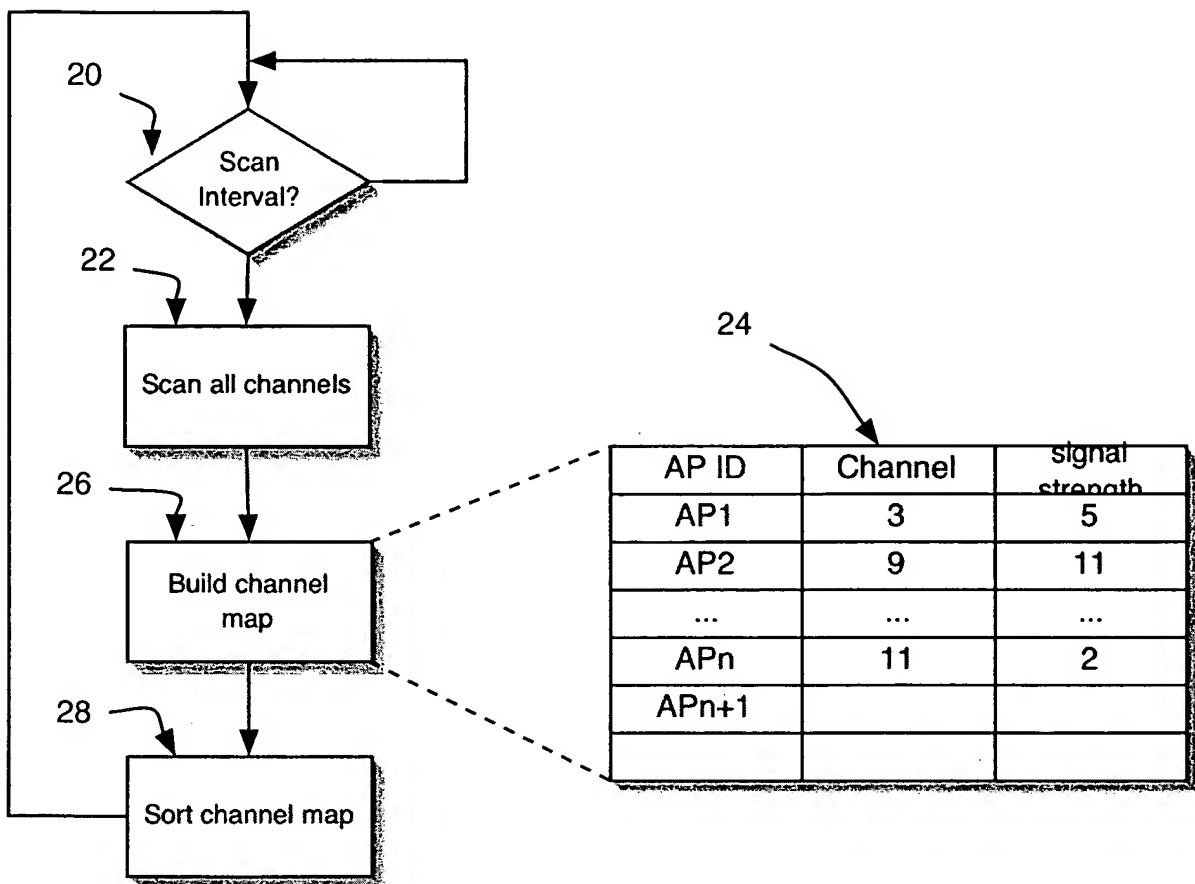 20
Scan
Interval?
22
Scan all channels
24
26
Build channel
map
AP ID Channel signal
strength
AP1 3 5
AP2 9 11
... ... ...
APn 11 2
APn+1
28
Sort channel map